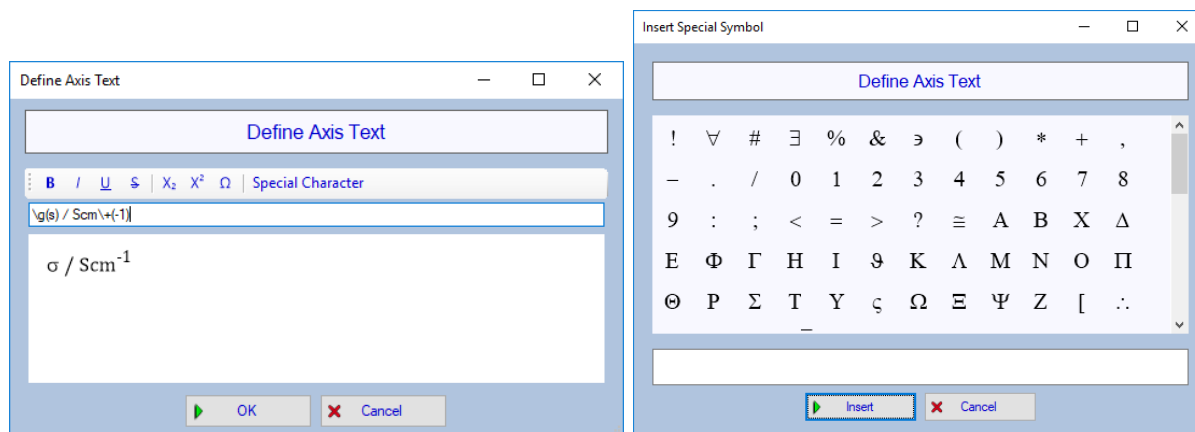 Define Axis Text
Define Axis Text
B I U S X₂ X² Ω Special Character
\g(s) / Scm\+(-1)
σ / Scm⁻¹
OK Cancel
Insert Special Symbol
Define Axis Text
! ∀ # ∃ % & ϶ ( ) * + ,
− . / 0 1 2 3 4 5 6 7 8
9 : ; < = > ? ≅ Α Β Χ Δ
Ε Φ Γ Η Ι ϑ Κ Λ Μ Ν Ο Π
Θ Ρ Σ Τ Υ ς Ω Ξ Ψ Ζ [ ∴
Insert Cancel